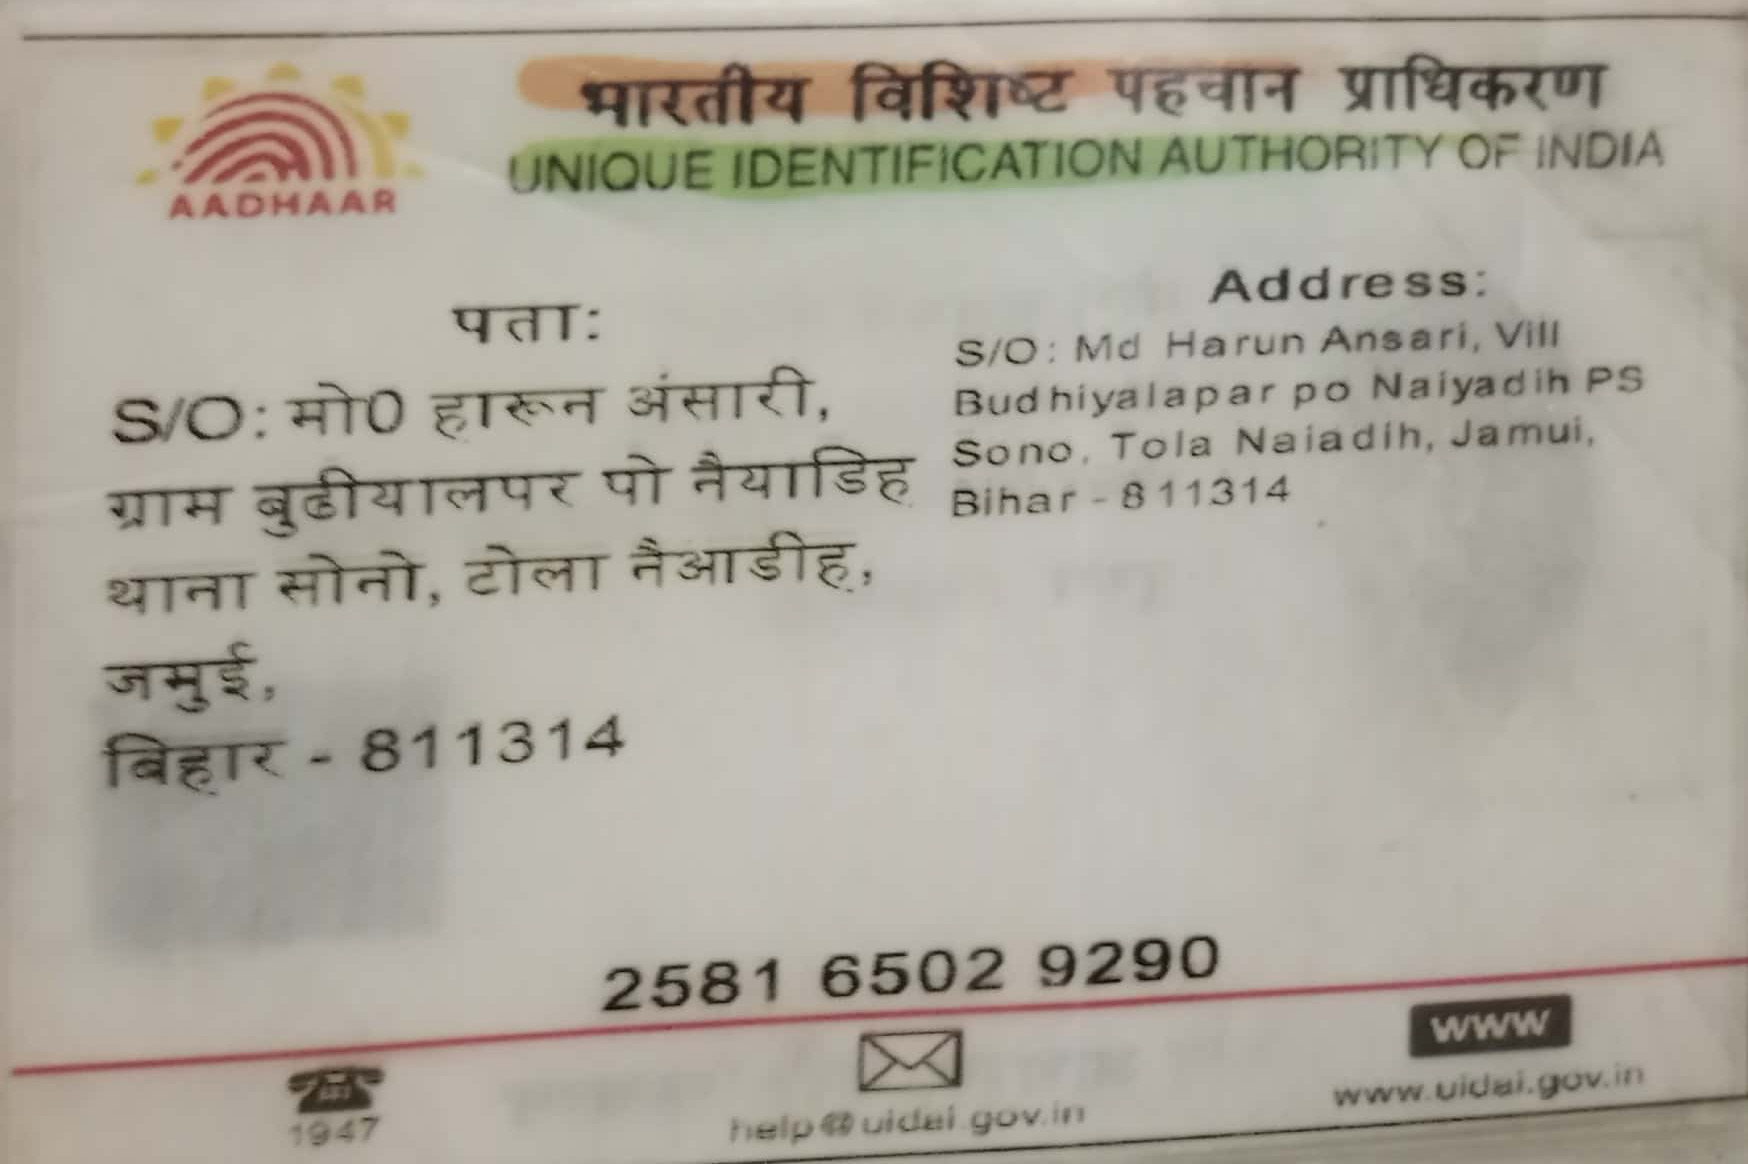 भारतीय विशिष्ट पहचान प्राधिकरण
UNIQUE IDENTIFICATION AUTHORITY OF INDIA
AADHAAR
पता:
S/O: मो0 हारून अंसारी,
ग्राम बुढीयालपर पो नैयाडिह
थाना सोनो, टोला नैआडीह,
जमुई,
बिहार - 811314
Address:
S/O: Md Harun Ansari, Vill
Budhiyalapar po Naiyadih PS
Sono, Tola Naiadih, Jamui,
Bihar - 811314
2581 6502 9290
1947
help@uidai.gov.in
www
www.uidai.gov.in